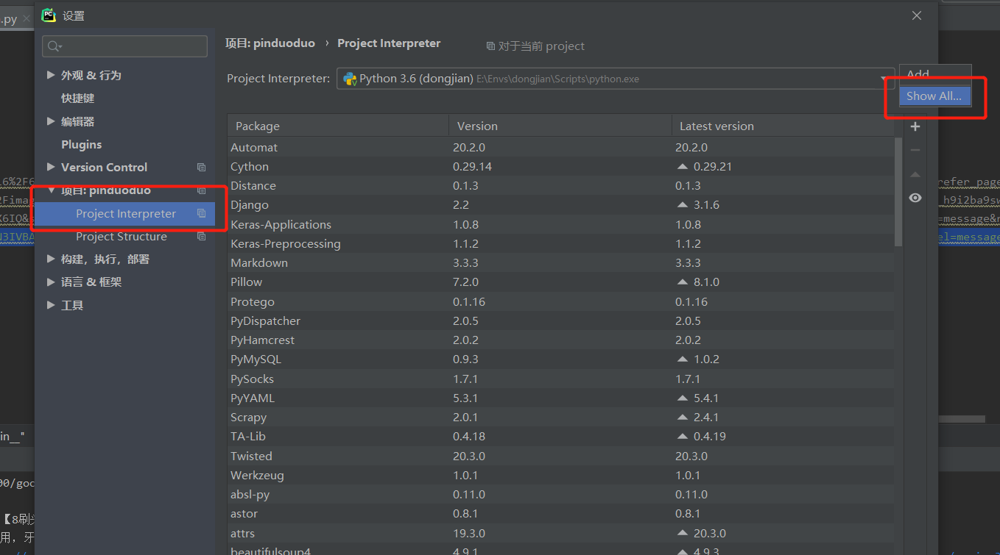 .py
设置
项目: pinduoduo › Project Interpreter
对于当前 project
外观 & 行为
快捷键
编辑器
Plugins
Version Control
项目: pinduoduo
Project Interpreter
Project Structure
构建，执行，部署
语言 & 框架
工具
Project Interpreter: Python 3.6 (dongjian) E:\Envs\dongjian\Scripts\python.exe
Add
Show All...
Package Version Latest version
Automat 20.2.0 20.2.0
Cython 0.29.14 0.29.21
Distance 0.1.3 0.1.3
Django 2.2 3.1.6
Keras-Applications 1.0.8 1.0.8
Keras-Preprocessing 1.1.2 1.1.2
Markdown 3.3.3 3.3.3
Pillow 7.2.0 8.1.0
Protego 0.1.16 0.1.16
PyDispatcher 2.0.5 2.0.5
PyHamcrest 2.0.2 2.0.2
PyMySQL 0.9.3 1.0.2
PySocks 1.7.1 1.7.1
PyYAML 5.3.1 5.4.1
Scrapy 2.0.1 2.4.1
TA-Lib 0.4.18 0.4.19
Twisted 20.3.0 20.3.0
Werkzeug 1.0.1 1.0.1
absl-py 0.11.0 0.11.0
astor 0.8.1 0.8.1
attrs 19.3.0 20.3.0
beautifulsoup4 4.9.1 4.9.3
16%2F6
2Fimag
X6IQ&s
N3IVBA
in__"
00/goo
【8刷头
用，牙
refer_page
_h9i2ba9sw
=message&r
el=message